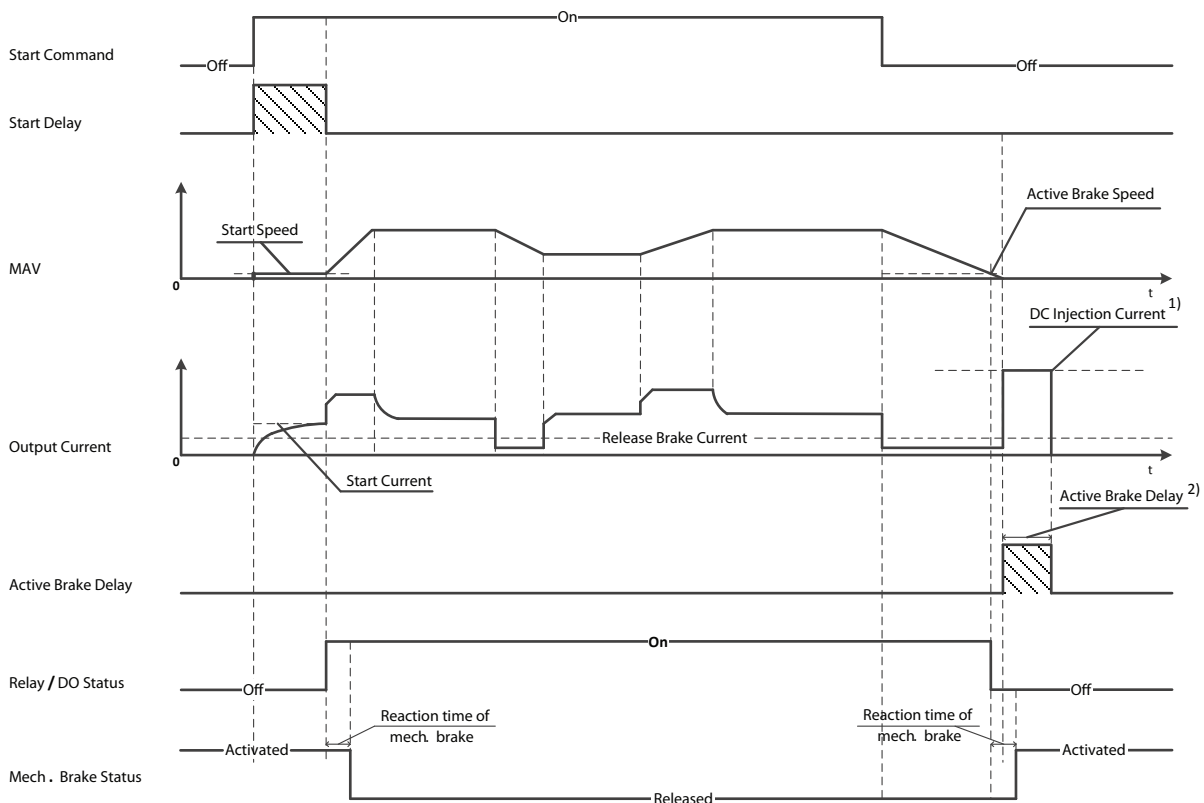 On
Start Command
Off
Off
Start Delay
Active Brake Speed
Start Speed
MAV
0
t
DC Injection Current 1)
Output Current
Release Brake Current
0
t
Start Current
Active Brake Delay 2)
Active Brake Delay
On
Relay / DO Status
Off
Off
Reaction time of
mech. brake
Reaction time of
mech. brake
Activated
Activated
Mech . Brake Status
Released